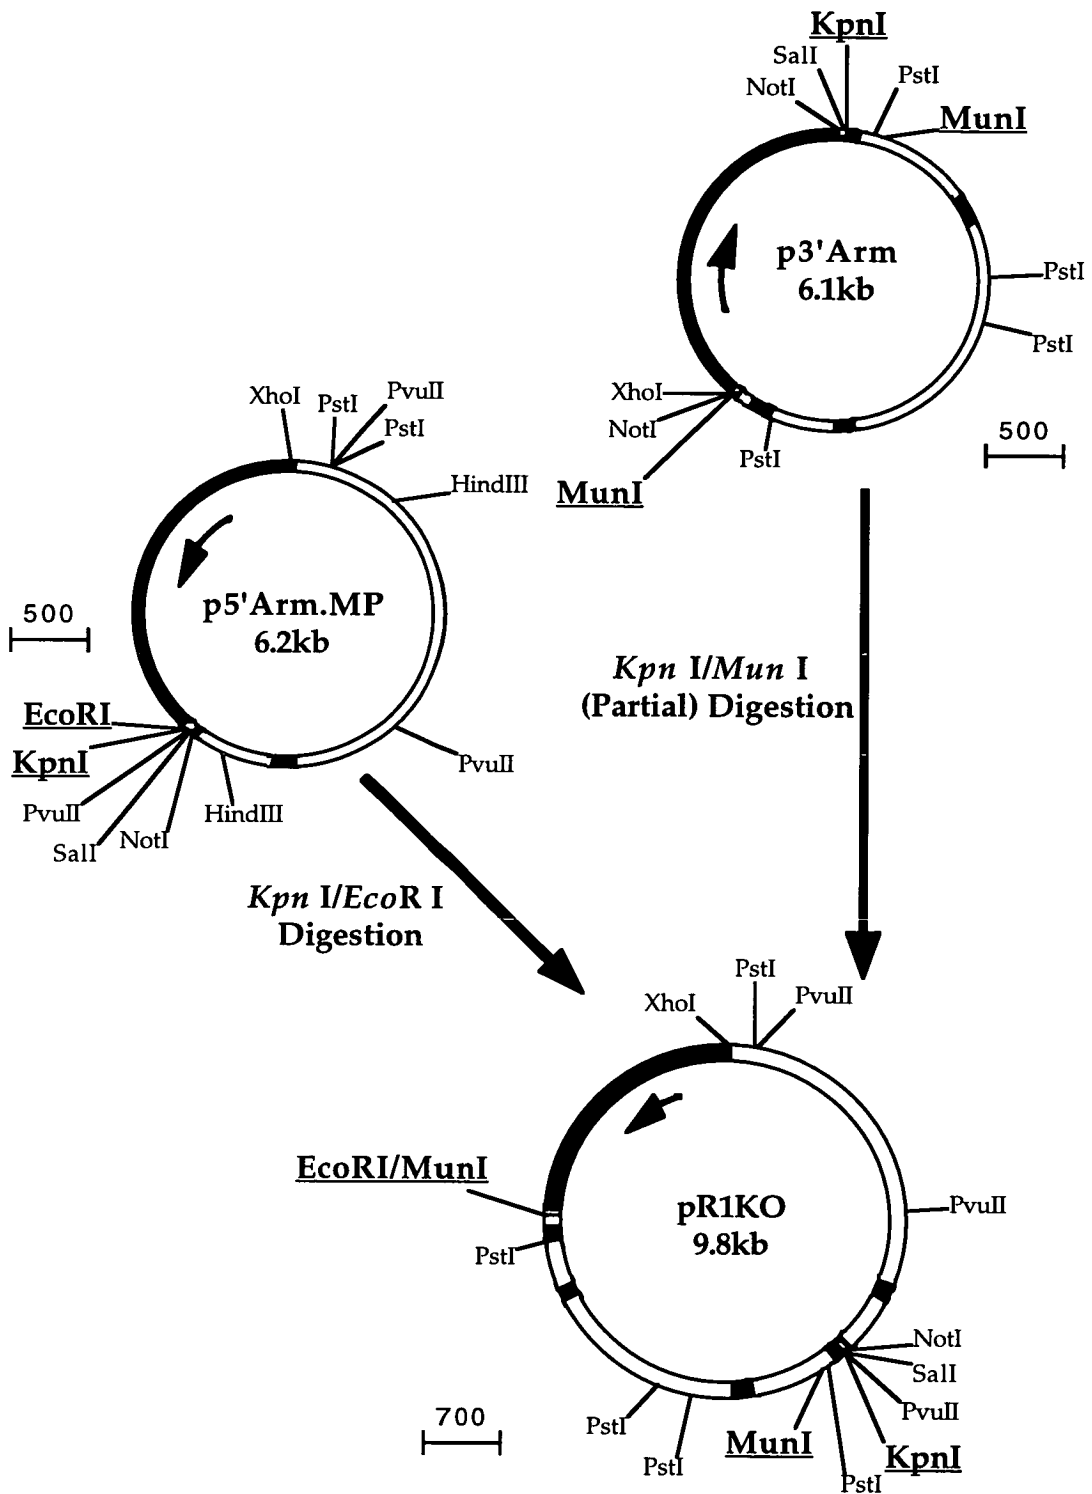 KpnI
SalI
NotI
PstI
MunI
p3'Arm
6.1kb
PstI
PstI
XhoI
NotI
MunI
PstI
500
XhoI
PstI
PvuII
PstI
HindIII
p5'Arm.MP
6.2kb
500
EcoRI
KpnI
PvuII
SalI
NotI
HindIII
PvuII
Kpn I/Mun I
(Partial) Digestion
Kpn I/EcoR I
Digestion
XhoI
PstI
PvuII
EcoRI/MunI
PstI
pR1KO
9.8kb
PvuII
NotI
SalI
PvuII
KpnI
PstI
MunI
PstI
PstI
700